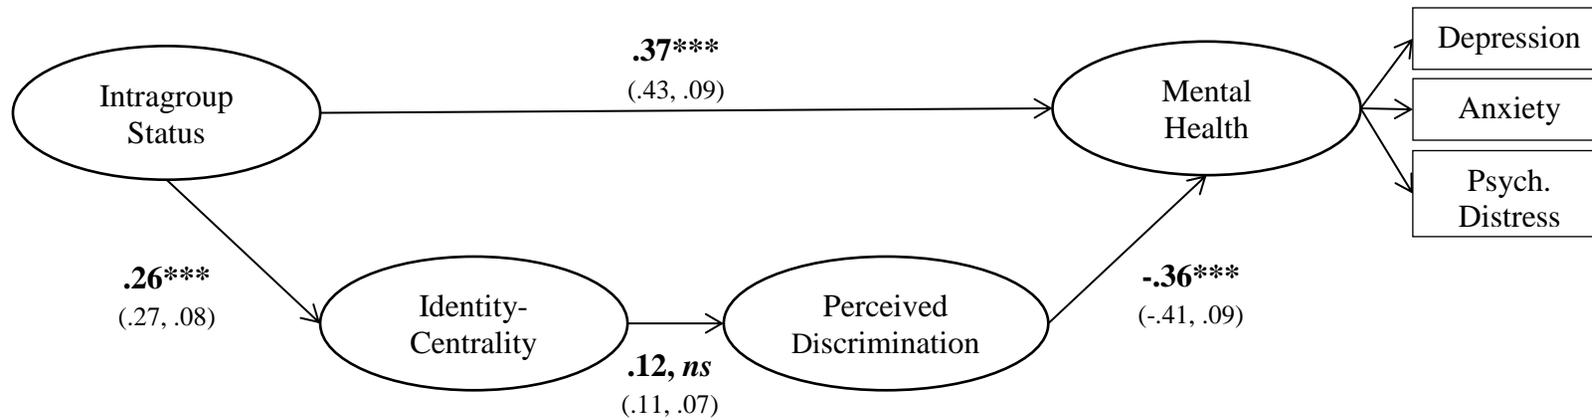 Intragroup
Status
.37***
(.43, .09)
Mental
Health
Depression
Anxiety
Psych.
Distress
.26***
(.27, .08)
Identity-
Centrality
.12, ns
(.11, .07)
Perceived
Discrimination
-.36***
(-.41, .09)